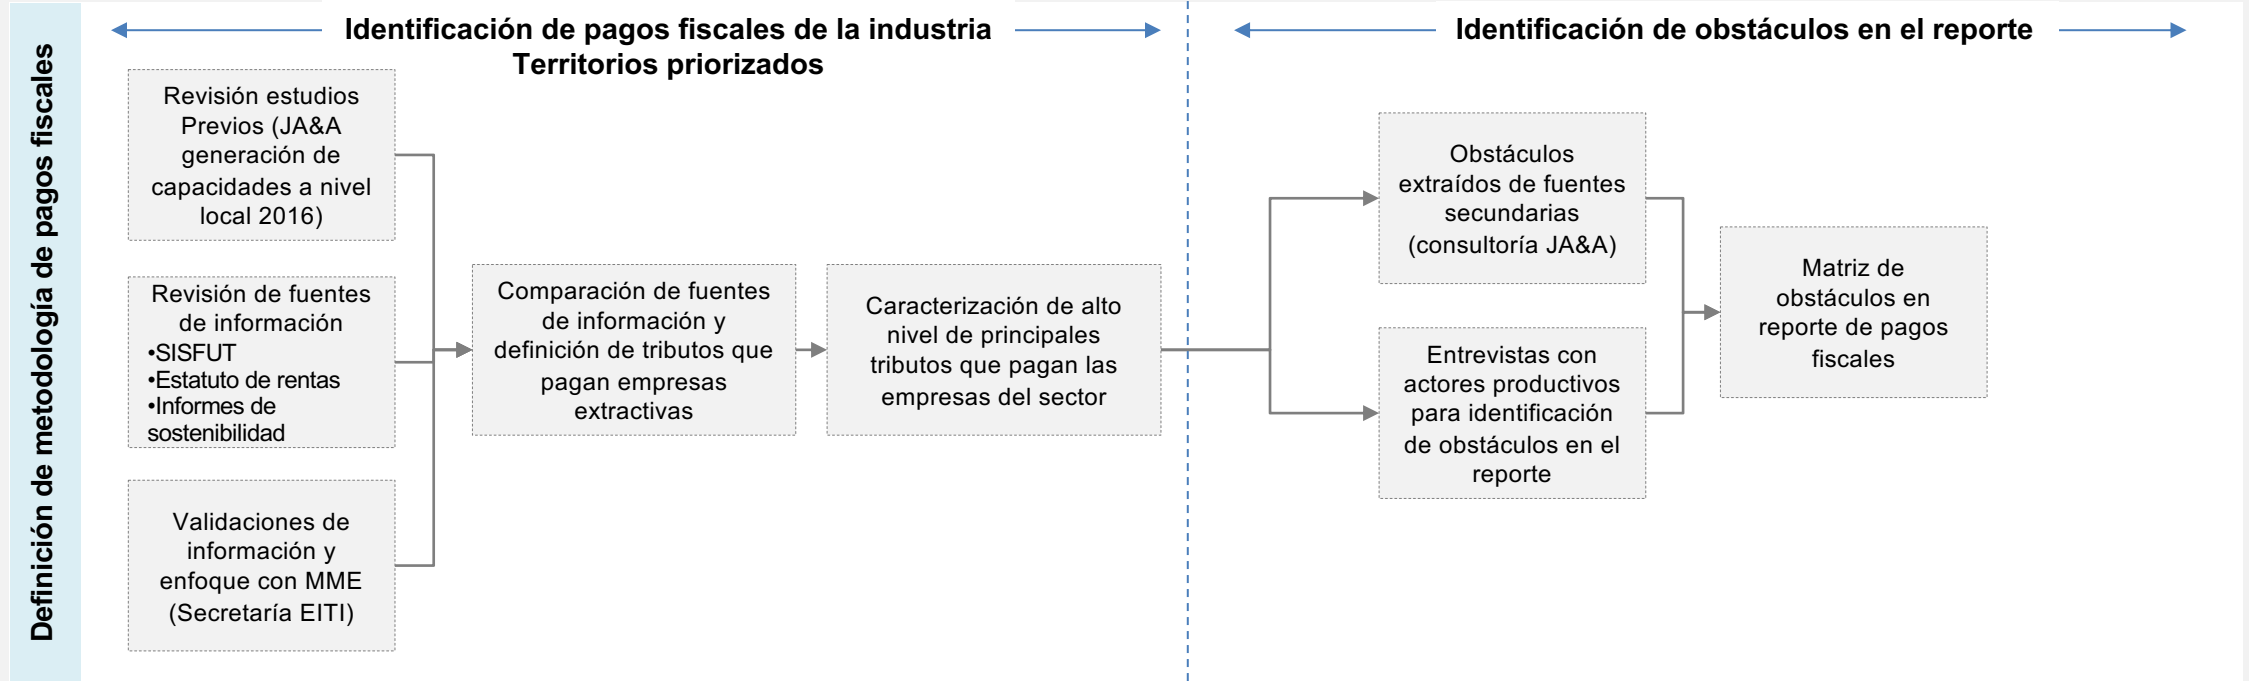 Definición de metodología de pagos fiscales
Identificación de pagos fiscales de la industria
Territorios priorizados
Revisión estudios
Previos (JA&A
generación de
capacidades a nivel
local 2016)
Revisión de fuentes
de información
•SISFUT
•Estatuto de rentas
•Informes de
sostenibilidad
Validaciones de
información y
enfoque con MME
(Secretaría EITI)
Comparación de fuentes
de información y
definición de tributos que
pagan empresas
extractivas
Caracterización de alto
nivel de principales
tributos que pagan las
empresas del sector
Identificación de obstáculos en el reporte
Obstáculos
extraídos de fuentes
secundarias
(consultoría JA&A)
Entrevistas con
actores productivos
para identificación
de obstáculos en el
reporte
Matriz de
obstáculos en
reporte de pagos
fiscales